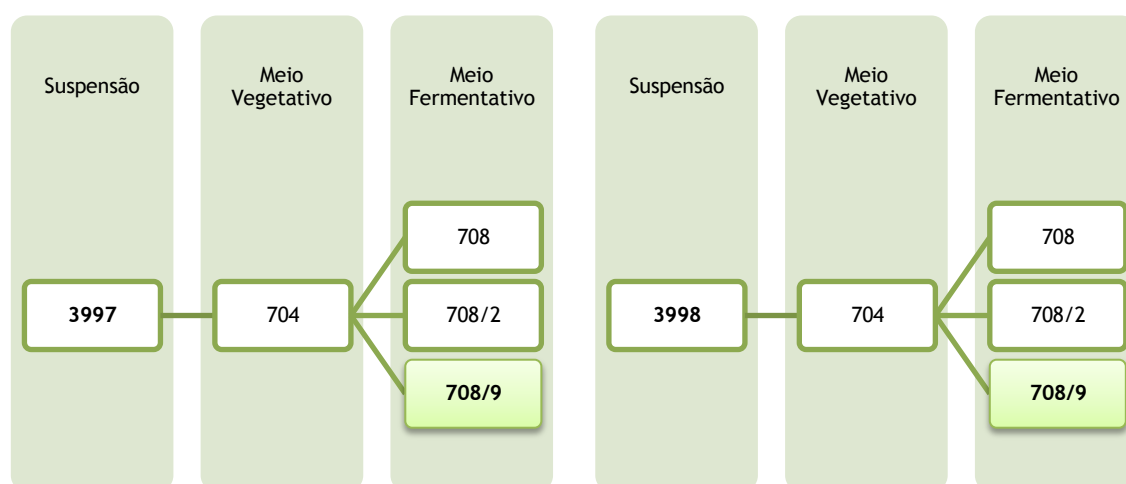 Suspensão
Meio
Vegetativo
Meio
Fermentativo
3997
704
708
708/2
708/9
Suspensão
Meio
Vegetativo
Meio
Fermentativo
3998
704
708
708/2
708/9